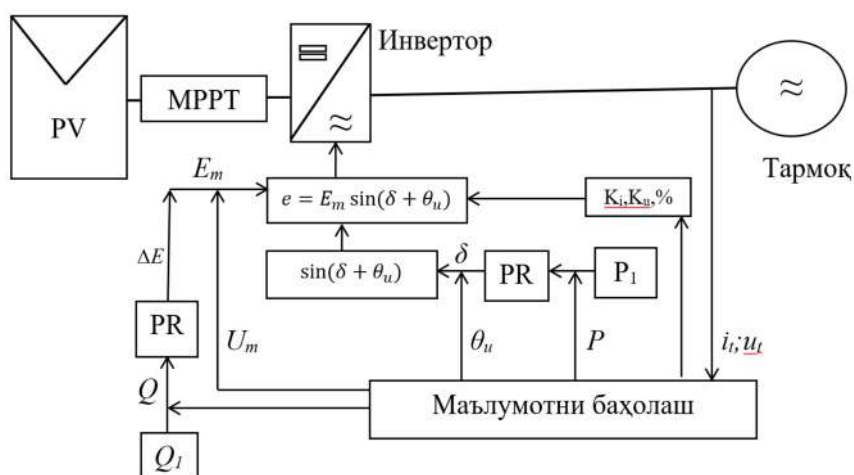 Инвертор
PV
МРРТ
≈
≈
Тармоқ
E_m
e = E_m sin(δ + θ_u)
K_i,K_u,%
ΔE
sin(δ + θ_u)
δ
PR
P_1
PR
U_m
θ_u
P
i_t;u_t
Q
Маълумотни баҳолаш
Q_1